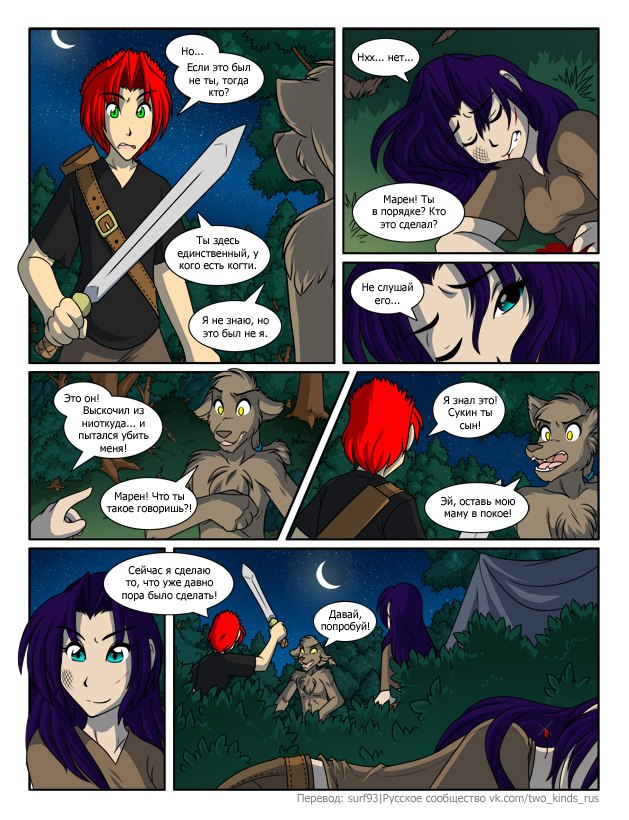 Но...
Если это был
не ты, тогда
кто?
Ты здесь
единственный, у
кого есть когти.
Я не знаю, но
это был не я.
Нхх... нет...
Марен! Ты
в порядке? Кто
это сделал?
Не слушай
его...
Это он!
Выскочил из
ниоткуда... и
пытался убить
меня!
Марен! Что ты
такое говоришь?!
Я знал это!
Сукин ты
сын!
Эй, оставь мою
маму в покое!
Сейчас я сделаю
то, что уже давно
пора было сделать!
Давай,
попробуй!
Перевод: surf93|Русское сообщество vk.com/two_kinds_rus